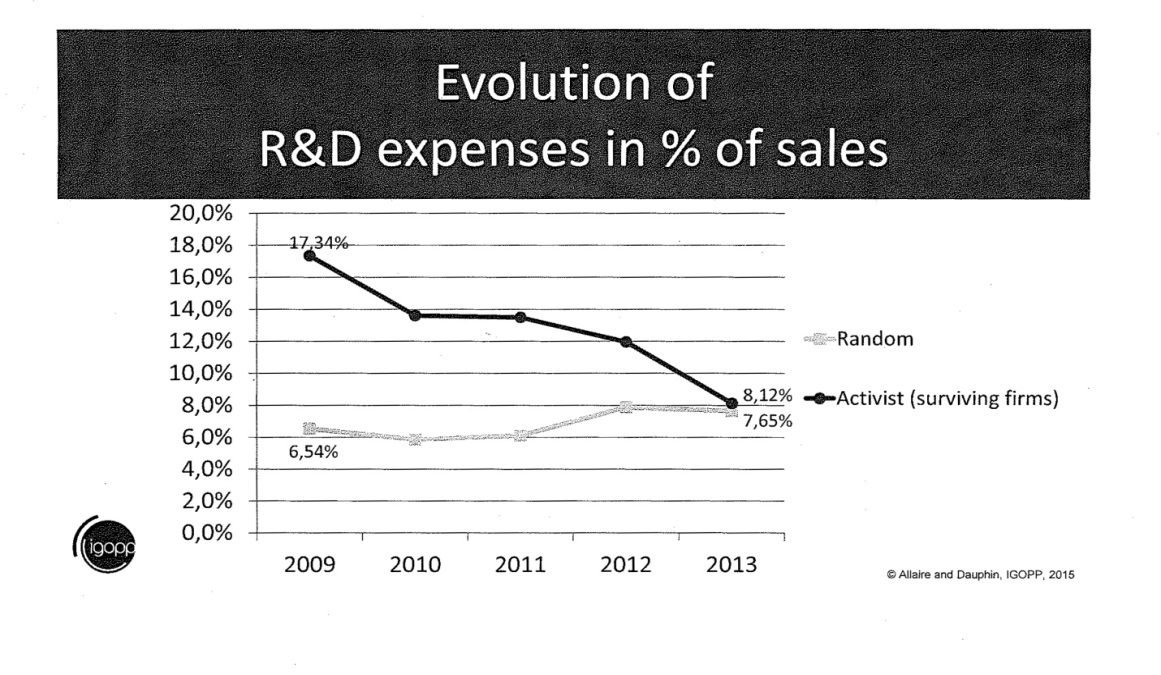 Evolution of
R&D expenses in % of sales
20,0%
18,0%
16,0%
14,0%
12,0%
10,0%
8,0%
6,0%
4,0%
2,0%
0,0%
17,34%
6,54%
8,12%
7,65%
2009 2010 2011 2012 2013
Random
Activist (surviving firms)
igopp
© Allaire and Dauphin, IGOPP, 2015